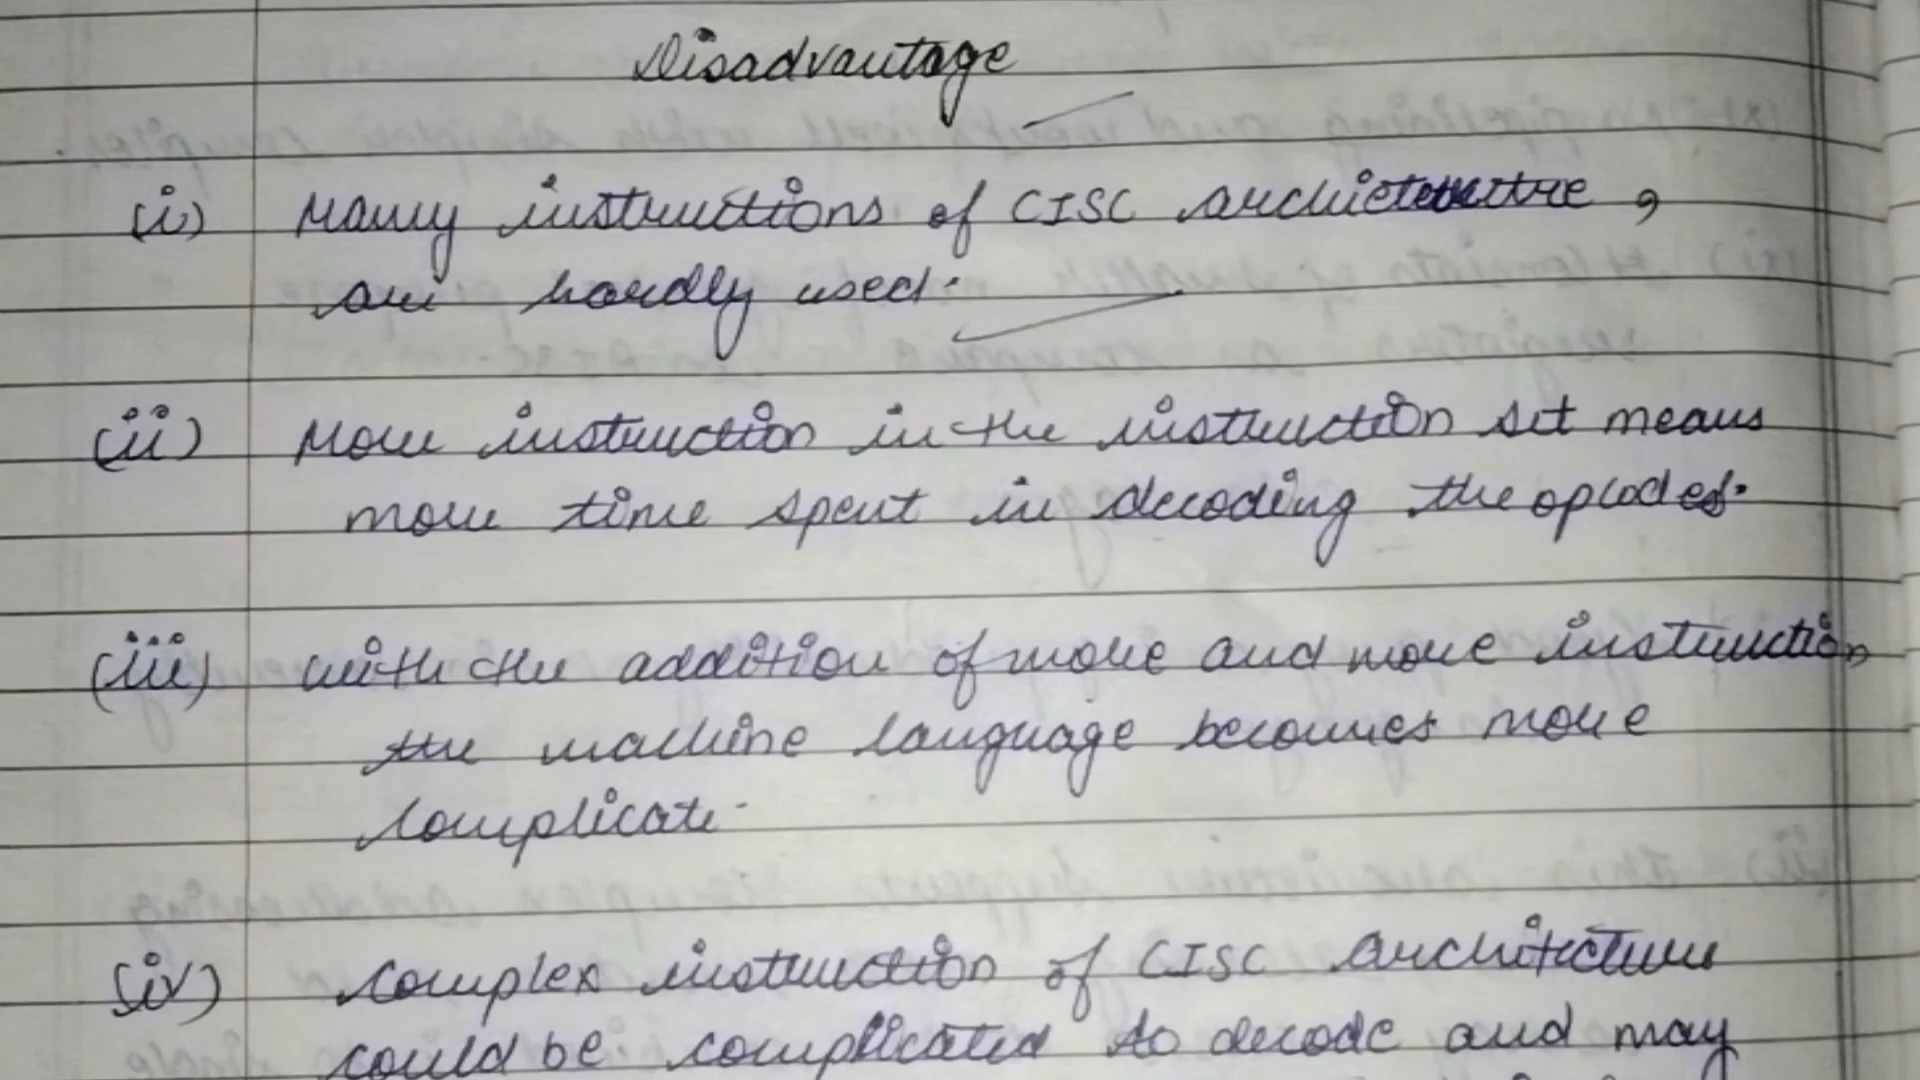 Disadvantage
(i) Many instructions of CISC architecture,
are hardly used.
(ii) More instruction in the instruction set means
more time spent in decoding the opcodes.
(iii) with the addition of more and more instruction
the machine language becomes more
complicate.
(iv) complex instruction of CISC architecture
could be complicated to decode and may